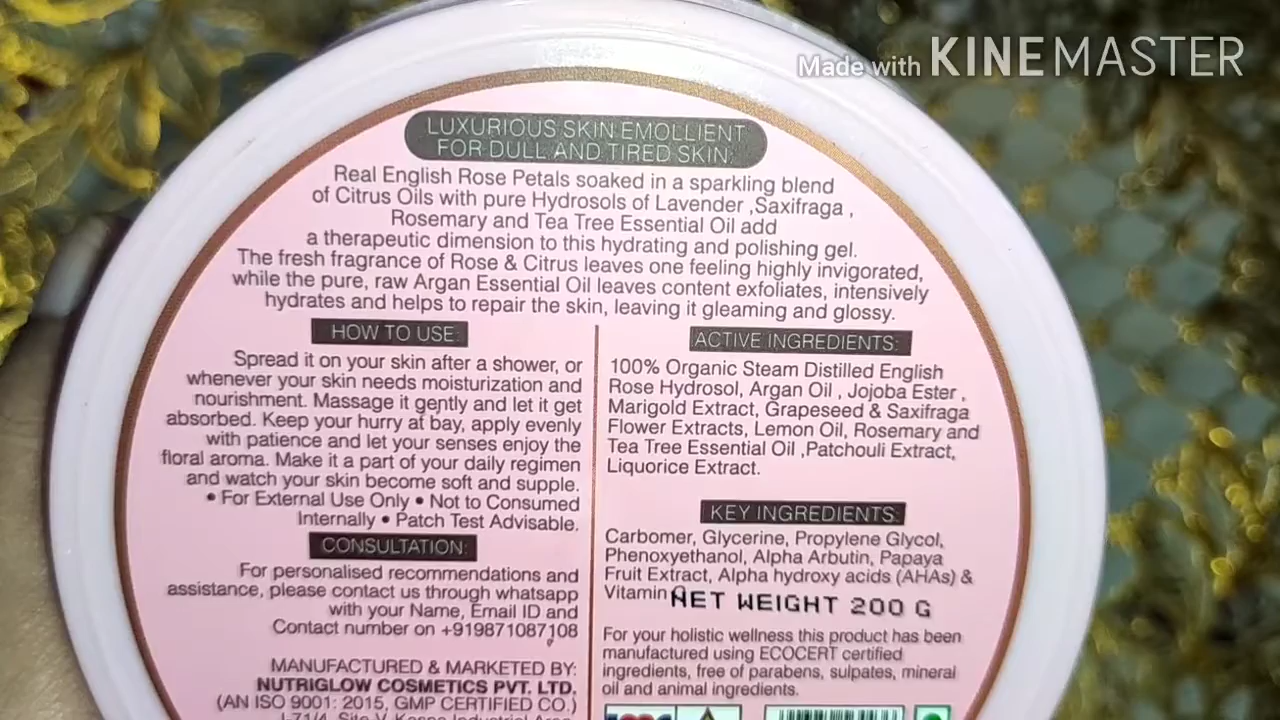 Made with KINEMASTER
LUXURIOUS SKIN EMOLLIENT
FOR DULL AND TIRED SKIN:
Real English Rose Petals soaked in a sparkling blend
of Citrus Oils with pure Hydrosols of Lavender ,Saxifraga ,
Rosemary and Tea Tree Essential Oil add
a therapeutic dimension to this hydrating and polishing gel.
The fresh fragrance of Rose & Citrus leaves one feeling highly invigorated,
while the pure, raw Argan Essential Oil leaves content exfoliates, intensively
hydrates and helps to repair the skin, leaving it gleaming and glossy.
HOW TO USE:
Spread it on your skin after a shower, or
whenever your skin needs moisturization and
nourishment. Massage it gently and let it get
absorbed. Keep your hurry at bay, apply evenly
with patience and let your senses enjoy the
floral aroma. Make it a part of your daily regimen
and watch your skin become soft and supple.
• For External Use Only • Not to Consumed
Internally • Patch Test Advisable.
CONSULTATION:
For personalised recommendations and
assistance, please contact us through whatsapp
with your Name, Email ID and
Contact number on +919871087108
MANUFACTURED & MARKETED BY:
NUTRIGLOW COSMETICS PVT. LTD.
(AN ISO 9001: 2015, GMP CERTIFIED CO.)
ACTIVE INGREDIENTS:
100% Organic Steam Distilled English
Rose Hydrosol, Argan Oil , Jojoba Ester ,
Marigold Extract, Grapeseed & Saxifraga
Flower Extracts, Lemon Oil, Rosemary and
Tea Tree Essential Oil ,Patchouli Extract,
Liquorice Extract.
KEY INGREDIENTS:
Carbomer, Glycerine, Propylene Glycol,
Phenoxyethanol, Alpha Arbutin, Papaya
Fruit Extract, Alpha hydroxy acids (AHAs) &
Vitamin
NET WEIGHT 200 G
For your holistic wellness this product has been
manufactured using ECOCERT certified
ingredients, free of parabens, sulpates, mineral
oil and animal ingredients.